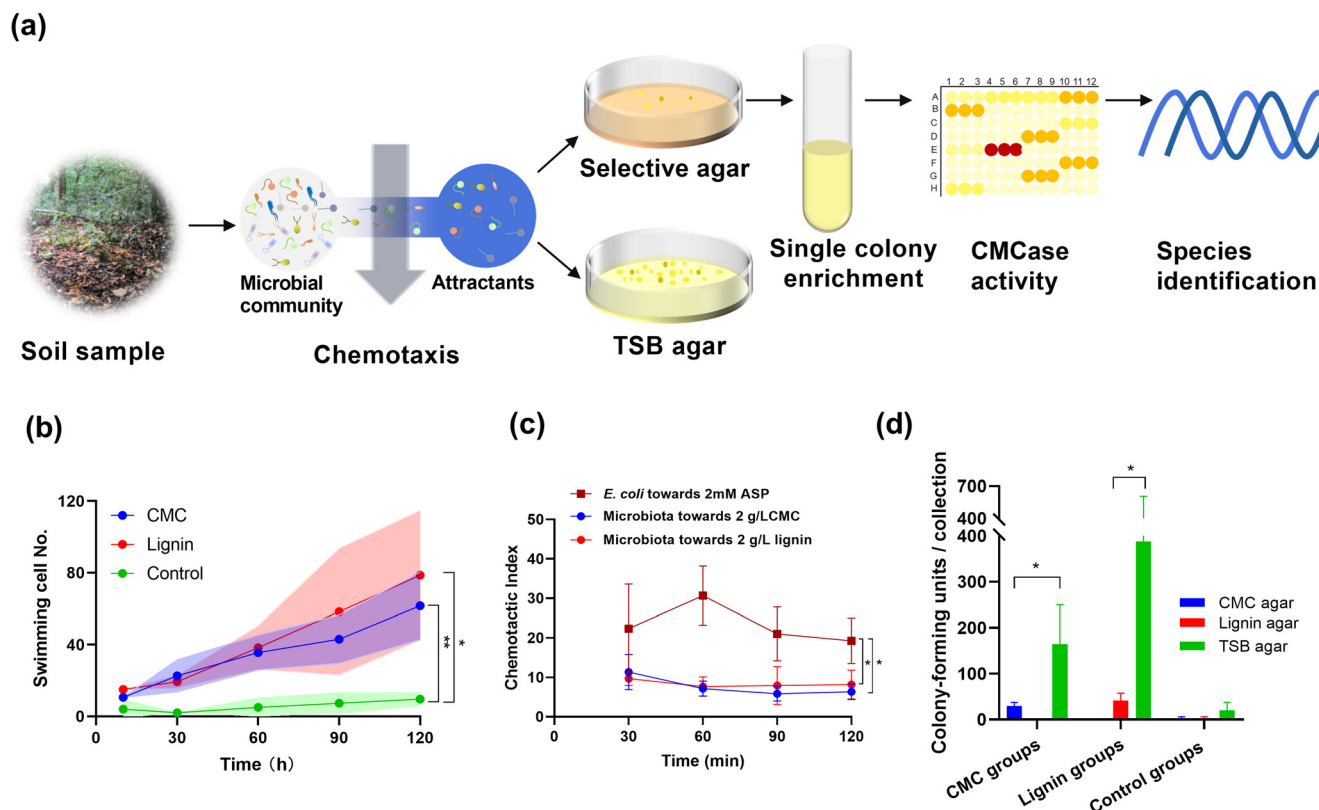 (a)
Soil sample
Microbial
community
Chemotaxis
Attractants
Selective agar
TSB agar
Single colony
enrichment
1 2 3 4 5 6 7 8 9 10 11 12
A
B
C
D
E
F
G
H
CMCase
activity
Species
identification
(b)
Swimming cell No.
120
80
40
0
CMC
Lignin
Control
**
*
0 30 60 90 120
Time (h)
(c)
E. coli towards 2mM ASP
Microbiota towards 2 g/LCMC
Microbiota towards 2 g/L lignin
Chemotactic Index
50
40
30
20
10
0
* *
0 30 60 90 120
Time (min)
(d)
Colony-forming units / collection
700
400
400
300
200
100
0
*
*
CMC agar
Lignin agar
TSB agar
CMC groups
Lignin groups
Control groups